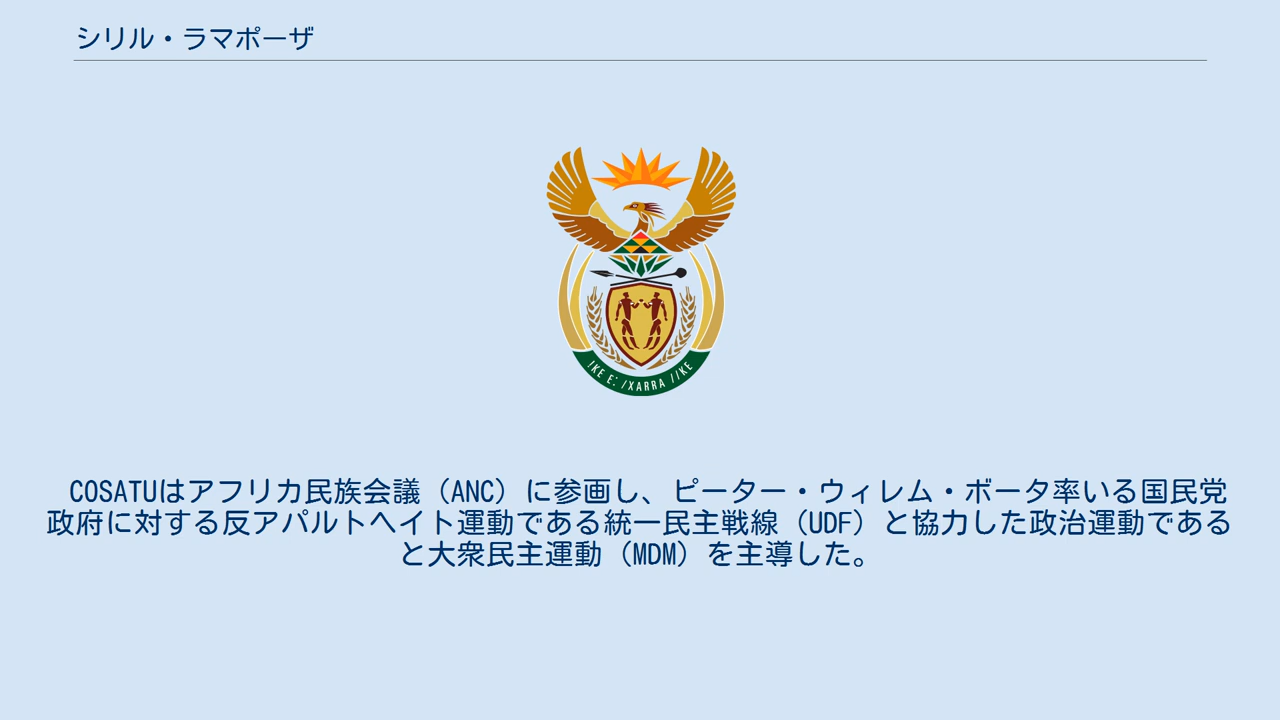 シリル・ラマポーザ
!KE E: /XARRA //KE
COSATUはアフリカ民族会議（ANC）に参画し、ピーター・ウィレム・ボータ率いる国民党
政府に対する反アパルトヘイト運動である統一民主戦線（UDF）と協力した政治運動である
と大衆民主運動（MDM）を主導した。